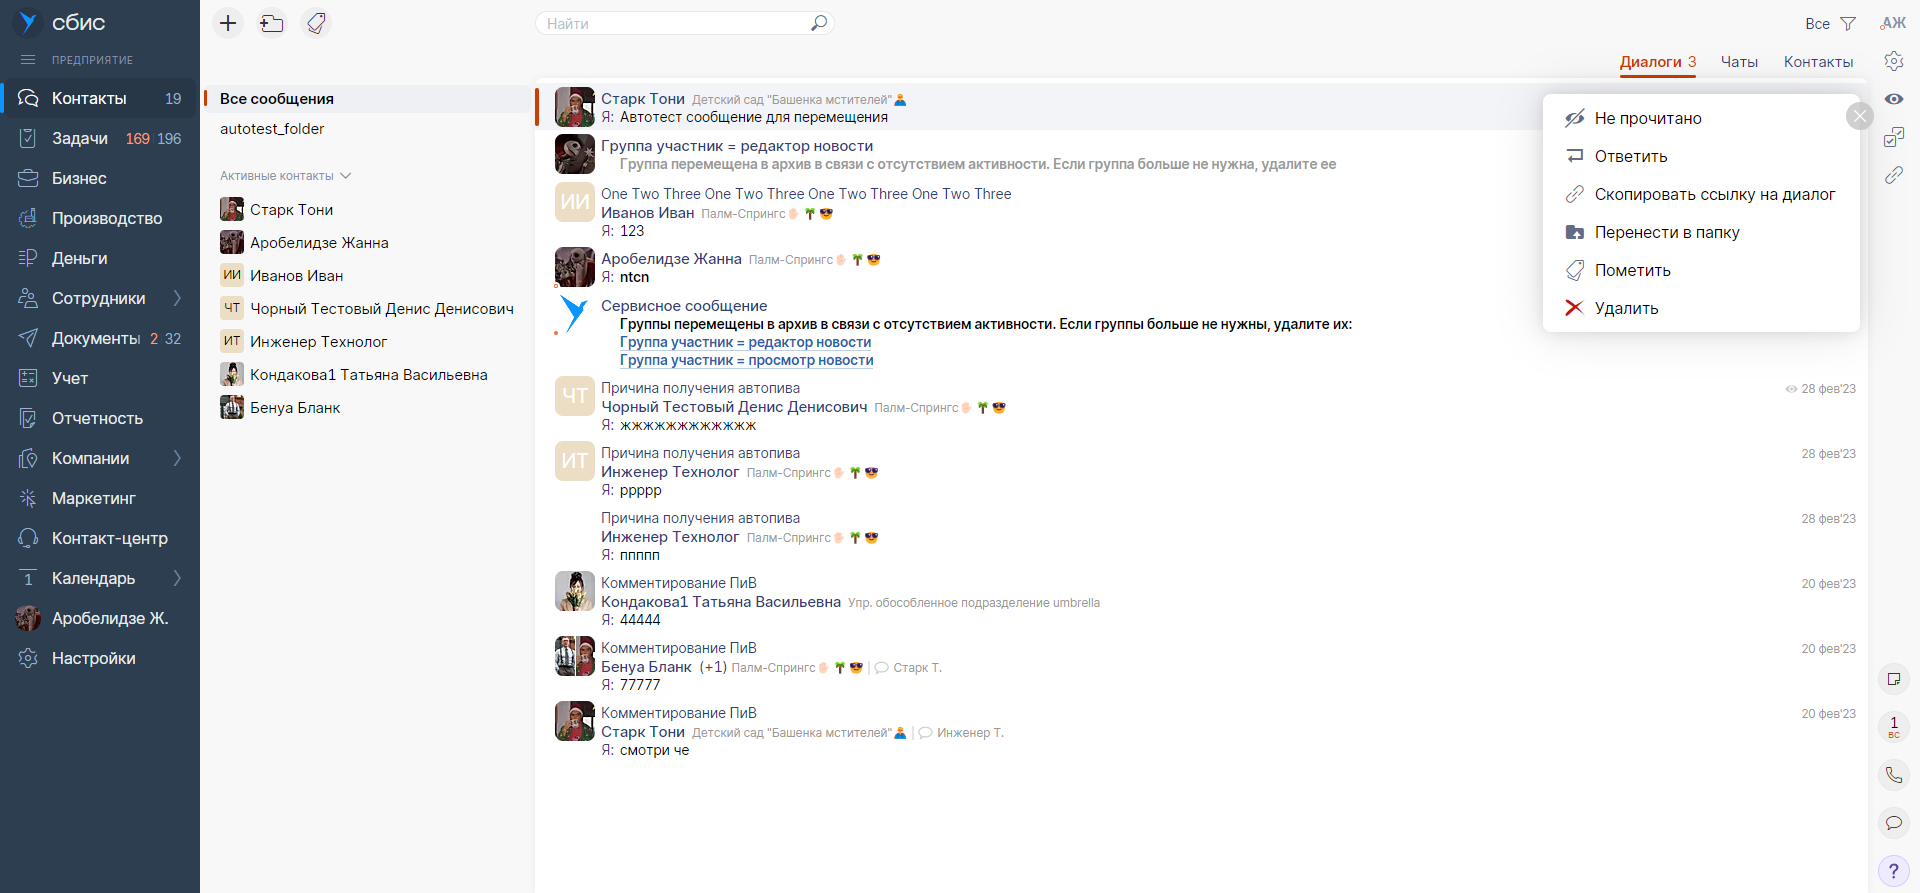 сбис
ПРЕДПРИЯТИЕ
Контакты 19
Задачи 169 196
Бизнес
Производство
Деньги
Сотрудники
Документы 2 32
Учет
Отчетность
Компании
Маркетинг
Контакт-центр
1 Календарь
Аробелидзе Ж.
Настройки
Все сообщения
autotest_folder
Активные контакты
Старк Тони
Аробелидзе Жанна
ИИ Иванов Иван
ЧТ Чорный Тестовый Денис Денисович
ИТ Инженер Технолог
Кондакова1 Татьяна Васильевна
Бенуа Бланк
Найти
Все
АЖ
Диалоги 3 Чаты Контакты
Старк Тони Детский сад "Башенка мстителей"
Я: Автотест сообщение для перемещения
Группа участник = редактор новости
Группа перемещена в архив в связи с отсутствием активности. Если группа больше не нужна, удалите ее
ИИ
One Two Three One Two Three One Two Three One Two Three
Иванов Иван Палм-Спрингс
Я: 123
Аробелидзе Жанна Палм-Спрингс
Я: ntcn
Сервисное сообщение
Группы перемещены в архив в связи с отсутствием активности. Если группы больше не нужны, удалите их:
Группа участник = редактор новости
Группа участник = просмотр новости
ЧТ
Причина получения автопива 28 фев'23
Чорный Тестовый Денис Денисович Палм-Спрингс
Я: жжжжжжжжжжжж
ИТ
Причина получения автопива 28 фев'23
Инженер Технолог Палм-Спрингс
Я: ррррр
Причина получения автопива 28 фев'23
Инженер Технолог Палм-Спрингс
Я: ппппп
Комментирование ПиВ 20 фев'23
Кондакова1 Татьяна Васильевна Упр. обособленное подразделение umbrella
Я: 44444
Комментирование ПиВ 20 фев'23
Бенуа Бланк (+1) Палм-Спрингс | Старк Т.
Я: 77777
Комментирование ПиВ 20 фев'23
Старк Тони Детский сад "Башенка мстителей" | Инженер Т.
Я: смотри че
Не прочитано
Ответить
Скопировать ссылку на диалог
Перенести в папку
Пометить
Удалить
1
ВС
?